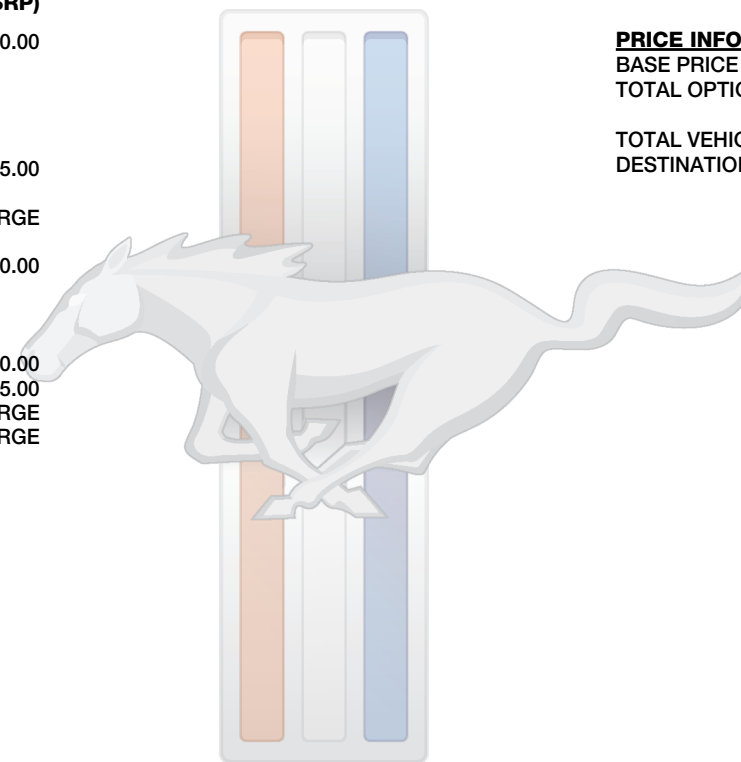 SRP)
0.00
5.00
RGE
0.00
0.00
5.00
RGE
RGE
PRICE INFO
BASE PRICE
TOTAL OPTIO
TOTAL VEHIC
DESTINATION